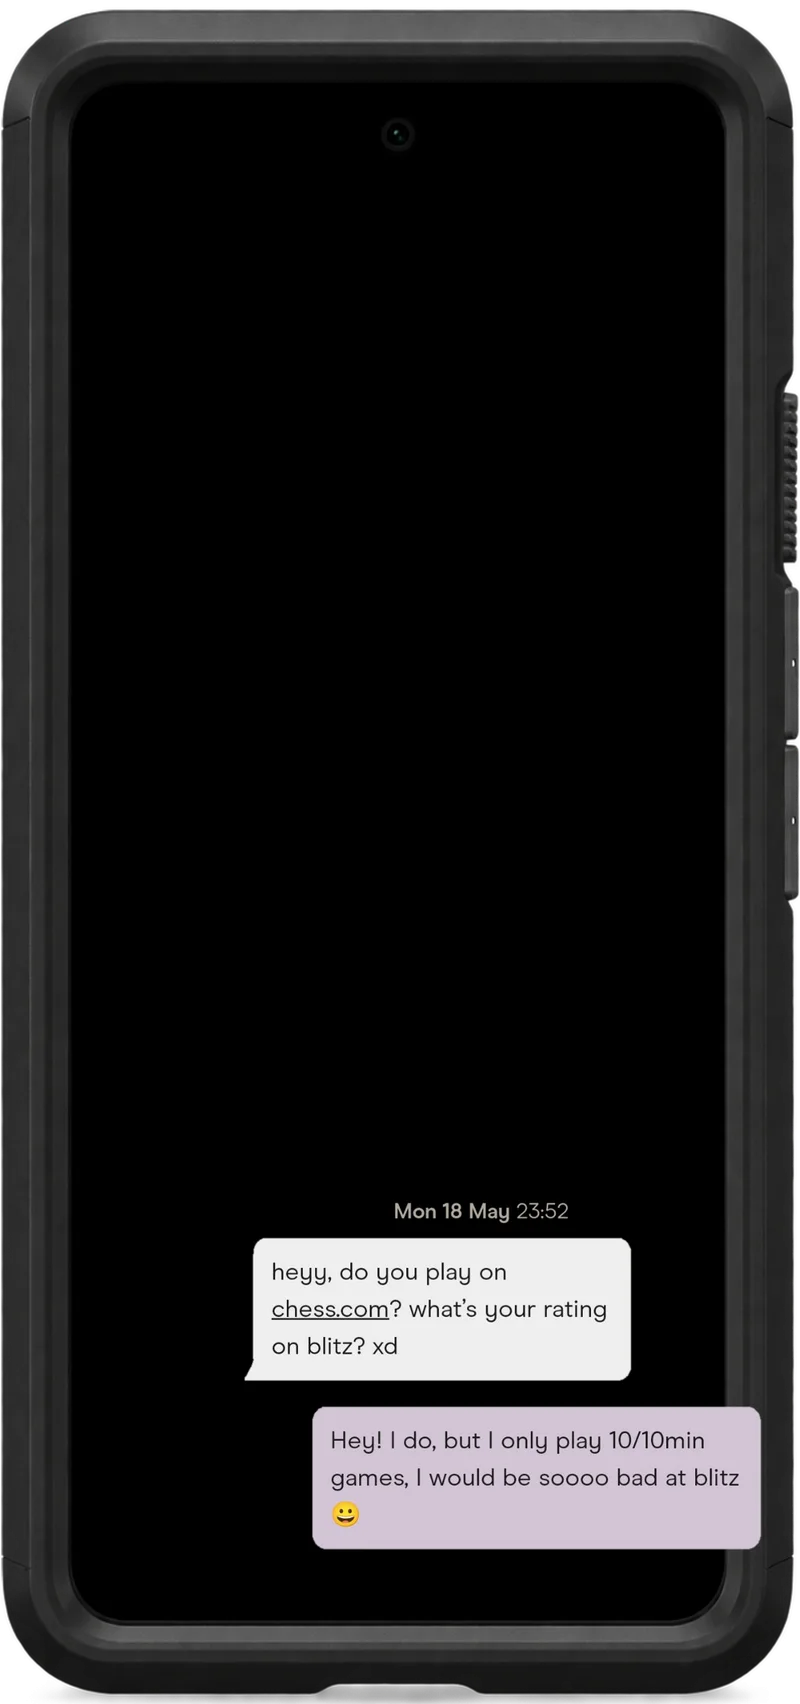 Mon 18 May 23:52
heyy, do you play on
chess.com? what's your rating
on blitz? xd
Hey! I do, but I only play 10/10min
games, I would be soooo bad at blitz
😀